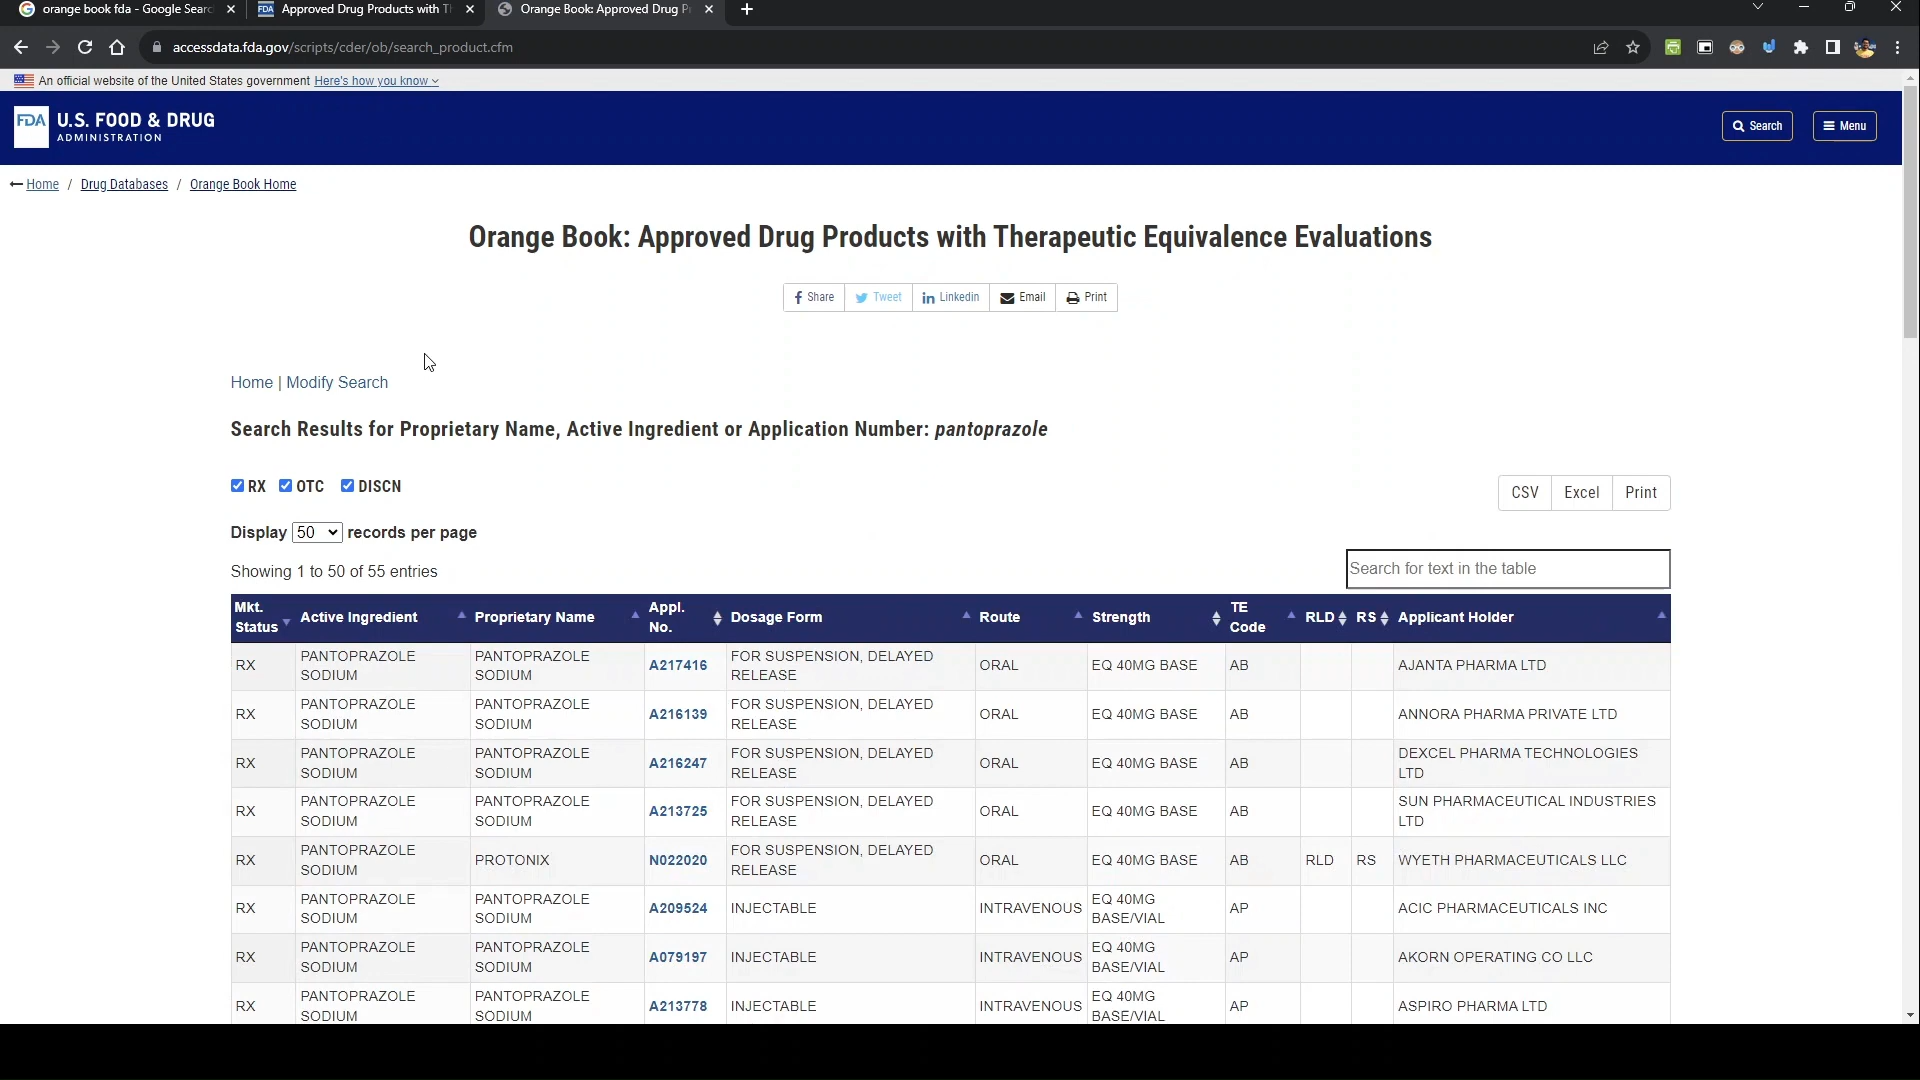 orange book fda - Google Searc
Approved Drug Products with T
Orange Book: Approved Drug P
accessdata.fda.gov/scripts/cder/ob/search_product.cfm
An official website of the United States government Here's how you know
FDA U.S. FOOD & DRUG
ADMINISTRATION
Search
Menu
Home / Drug Databases / Orange Book Home
Orange Book: Approved Drug Products with Therapeutic Equivalence Evaluations
Share Tweet Linkedin Email Print
Home | Modify Search
Search Results for Proprietary Name, Active Ingredient or Application Number: pantoprazole
RX OTC DISCN
CSV Excel Print
Display 50 records per page
Showing 1 to 50 of 55 entries
Search for text in the table
Mkt. Status Active Ingredient Proprietary Name Appl. No. Dosage Form Route Strength TE Code RLD RS Applicant Holder
RX PANTOPRAZOLE SODIUM PANTOPRAZOLE SODIUM A217416 FOR SUSPENSION, DELAYED RELEASE ORAL EQ 40MG BASE AB AJANTA PHARMA LTD
RX PANTOPRAZOLE SODIUM PANTOPRAZOLE SODIUM A216139 FOR SUSPENSION, DELAYED RELEASE ORAL EQ 40MG BASE AB ANNORA PHARMA PRIVATE LTD
RX PANTOPRAZOLE SODIUM PANTOPRAZOLE SODIUM A216247 FOR SUSPENSION, DELAYED RELEASE ORAL EQ 40MG BASE AB DEXCEL PHARMA TECHNOLOGIES LTD
RX PANTOPRAZOLE SODIUM PANTOPRAZOLE SODIUM A213725 FOR SUSPENSION, DELAYED RELEASE ORAL EQ 40MG BASE AB SUN PHARMACEUTICAL INDUSTRIES LTD
RX PANTOPRAZOLE SODIUM PROTONIX N022020 FOR SUSPENSION, DELAYED RELEASE ORAL EQ 40MG BASE AB RLD RS WYETH PHARMACEUTICALS LLC
RX PANTOPRAZOLE SODIUM PANTOPRAZOLE SODIUM A209524 INJECTABLE INTRAVENOUS EQ 40MG BASE/VIAL AP ACIC PHARMACEUTICALS INC
RX PANTOPRAZOLE SODIUM PANTOPRAZOLE SODIUM A079197 INJECTABLE INTRAVENOUS EQ 40MG BASE/VIAL AP AKORN OPERATING CO LLC
RX PANTOPRAZOLE SODIUM PANTOPRAZOLE SODIUM A213778 INJECTABLE INTRAVENOUS EQ 40MG BASE/VIAL AP ASPIRO PHARMA LTD